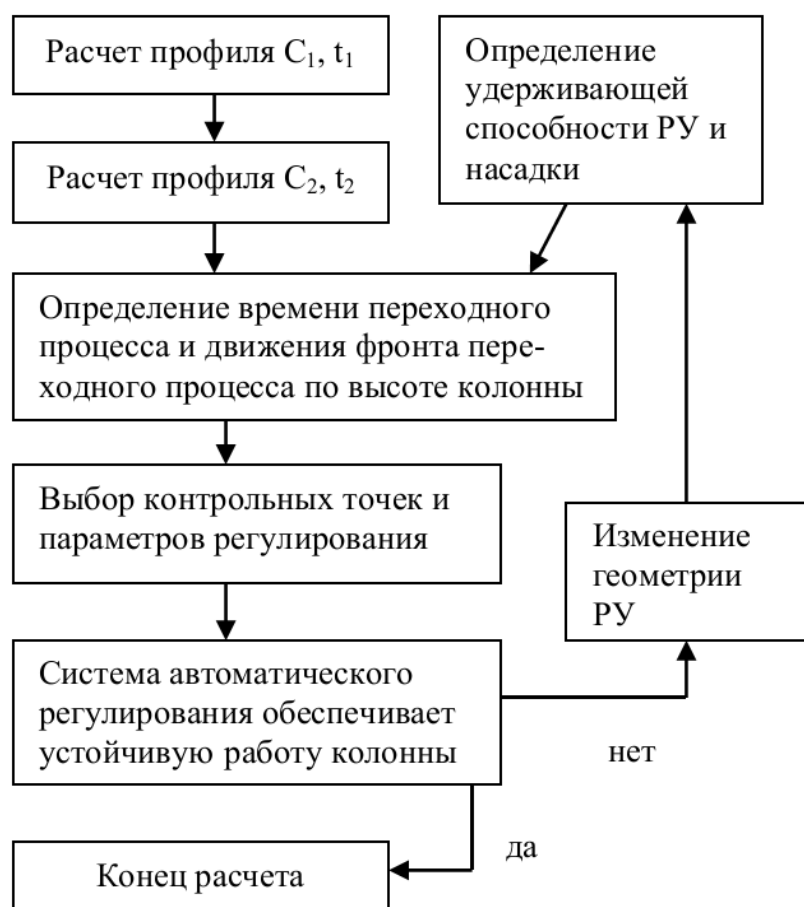 Расчет профиля C₁, t₁
Расчет профиля C₂, t₂
Определение
удерживающей
способности РУ и
насадки
Определение времени переходного
процесса и движения фронта пере-
ходного процесса по высоте колонны
Выбор контрольных точек и
параметров регулирования
Изменение
геометрии
РУ
Система автоматического
регулирования обеспечивает
устойчивую работу колонны
нет
да
Конец расчета